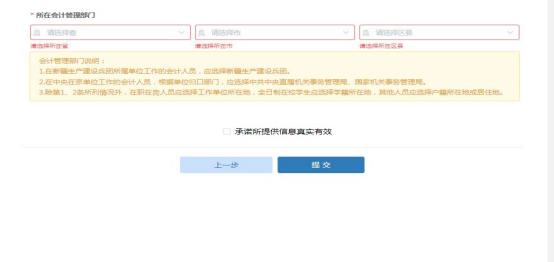 * 所在会计管理部门
请选择省 请选择市 请选择区县
请选择所在省 请选择所在市 请选择所在区县
会计管理部门说明：
1.在新疆生产建设兵团所属单位工作的会计人员，应选择新疆生产建设兵团。
2.在中央在京单位工作的会计人员，根据单位归口部门，应选择中共中央直属机关事务管理局、国家机关事务管理局。
3.除第1、2条所列情况外，在职在岗人员应选择工作单位所在地，全日制在校学生应选择学籍所在地，其他人员应选择户籍所在地或居住地。
承诺所提供信息真实有效
上一步 提 交